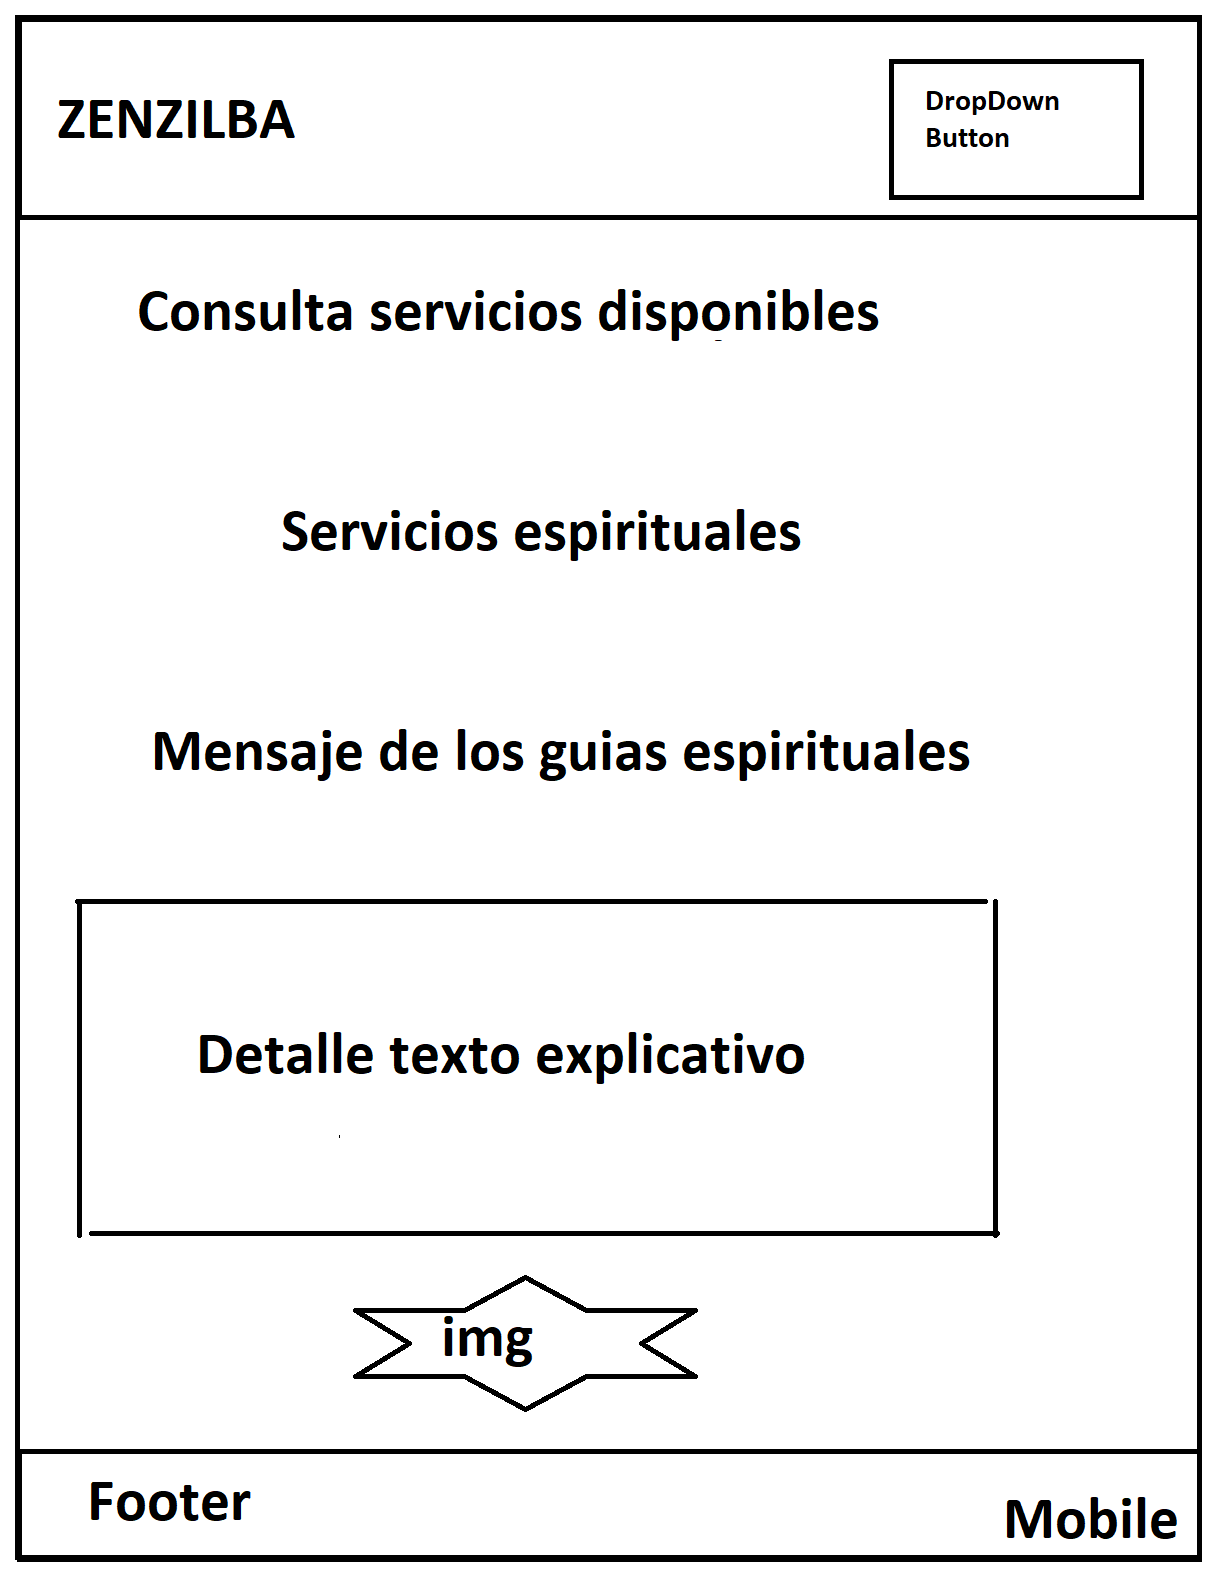 ZENZILBA
DropDown
Button
Consulta servicios disponibles
Servicios espirituales
Mensaje de los guias espirituales
Detalle texto explicativo
img
Footer
Mobile